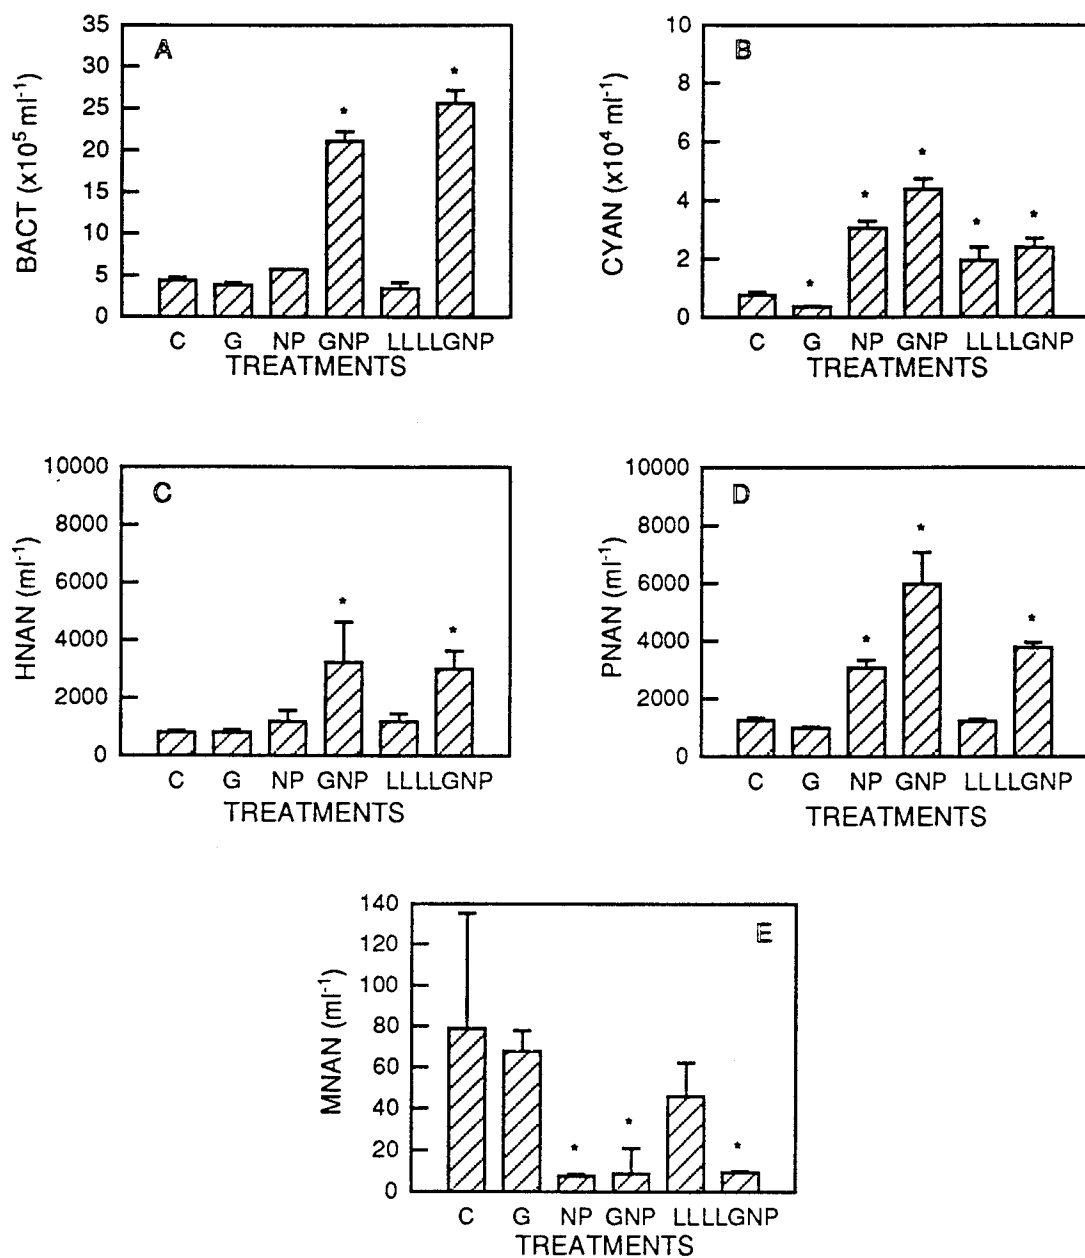 A
BACT (x10⁵ ml⁻¹)
35
30
25
20
15
10
5
0
*
*
C G NP GNP LL LLGNP
TREATMENTS
B
CYAN (x10⁴ ml⁻¹)
10
8
6
4
2
0
*
*
*
*
*
C G NP GNP LL LLGNP
TREATMENTS
C
HNAN (ml⁻¹)
10000
8000
6000
4000
2000
0
*
*
C G NP GNP LL LLGNP
TREATMENTS
D
PNAN (ml⁻¹)
10000
8000
6000
4000
2000
0
*
*
*
C G NP GNP LL LLGNP
TREATMENTS
E
MNAN (ml⁻¹)
140
120
100
80
60
40
20
0
*
*
*
C G NP GNP LL LLGNP
TREATMENTS